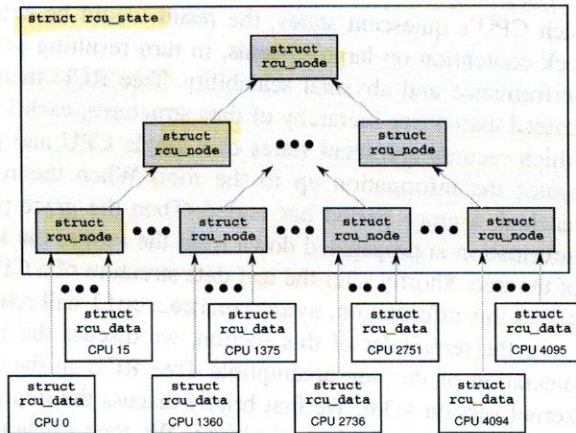 struct rcu_state
struct
rcu_node
struct
rcu_node
struct
rcu_node
struct
rcu_node
struct
rcu_node
struct
rcu_node
struct
rcu_node
struct
rcu_data
CPU 15
struct
rcu_data
CPU 1375
struct
rcu_data
CPU 2751
struct
rcu_data
CPU 4095
struct
rcu_data
CPU 0
struct
rcu_data
CPU 1360
struct
rcu_data
CPU 2736
struct
rcu_data
CPU 4094